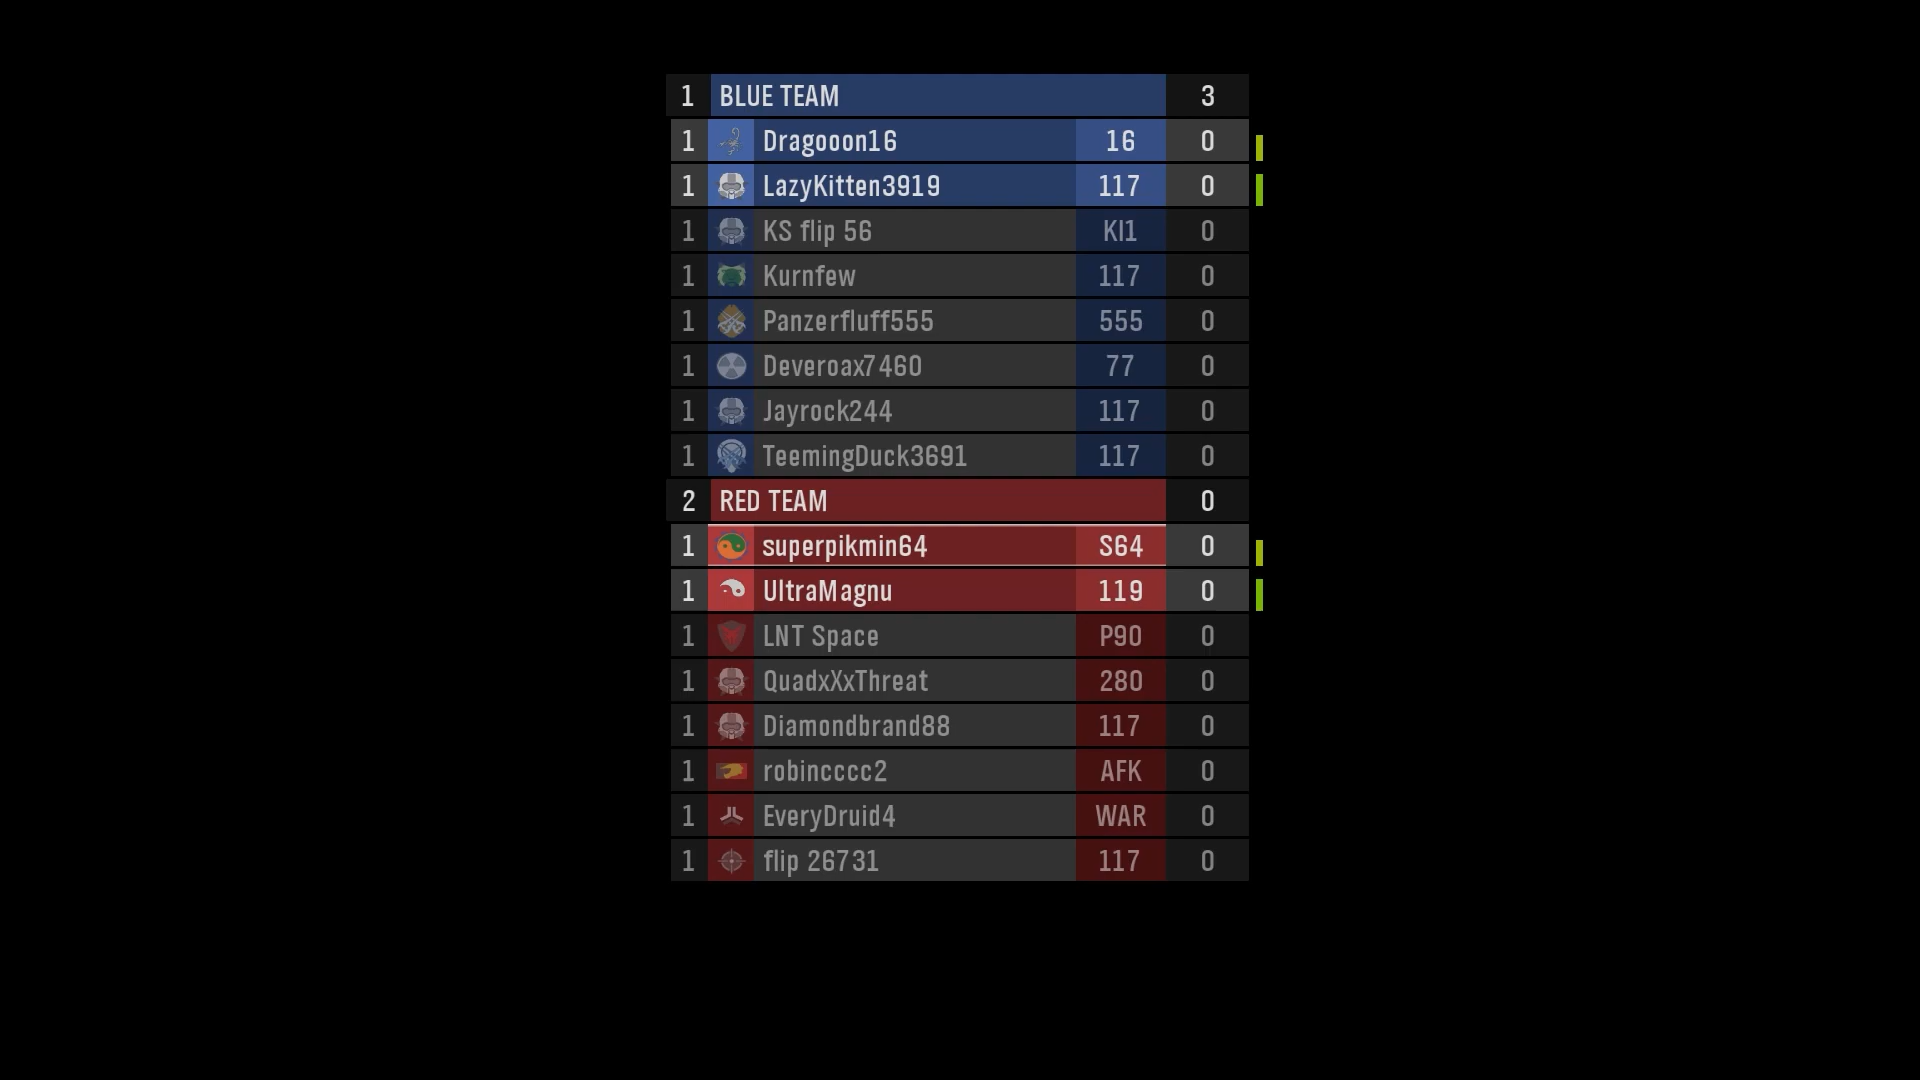 1 BLUE TEAM 3
1 Dragooon16 16 0
1 LazyKitten3919 117 0
1 KS flip 56 KI1 0
1 Kurnfew 117 0
1 Panzerfluff555 555 0
1 Deveroax7460 77 0
1 Jayrock244 117 0
1 TeemingDuck3691 117 0
2 RED TEAM 0
1 superpikmin64 S64 0
1 UltraMagnu 119 0
1 LNT Space P90 0
1 QuadxXxThreat 280 0
1 Diamondbrand88 117 0
1 robincccc2 AFK 0
1 EveryDruid4 WAR 0
1 flip 26731 117 0